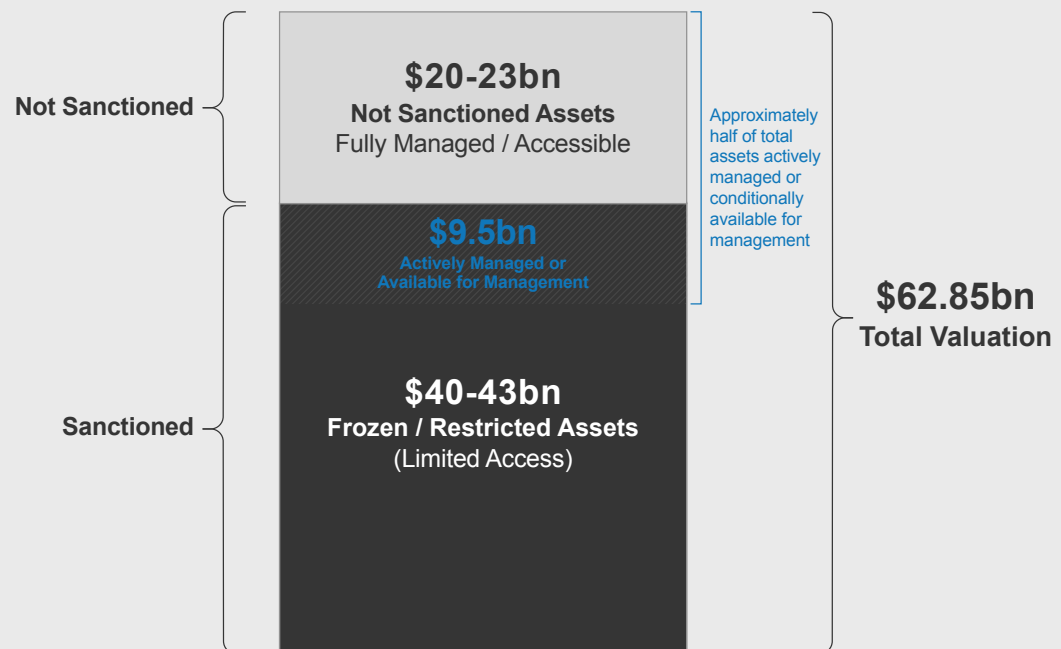 Not Sanctioned
$20-23bn
Not Sanctioned Assets
Fully Managed / Accessible
Approximately
half of total
assets actively
managed or
conditionally
available for
management
$9.5bn
Actively Managed or
Available for Management
$62.85bn
Total Valuation
Sanctioned
$40-43bn
Frozen / Restricted Assets
(Limited Access)